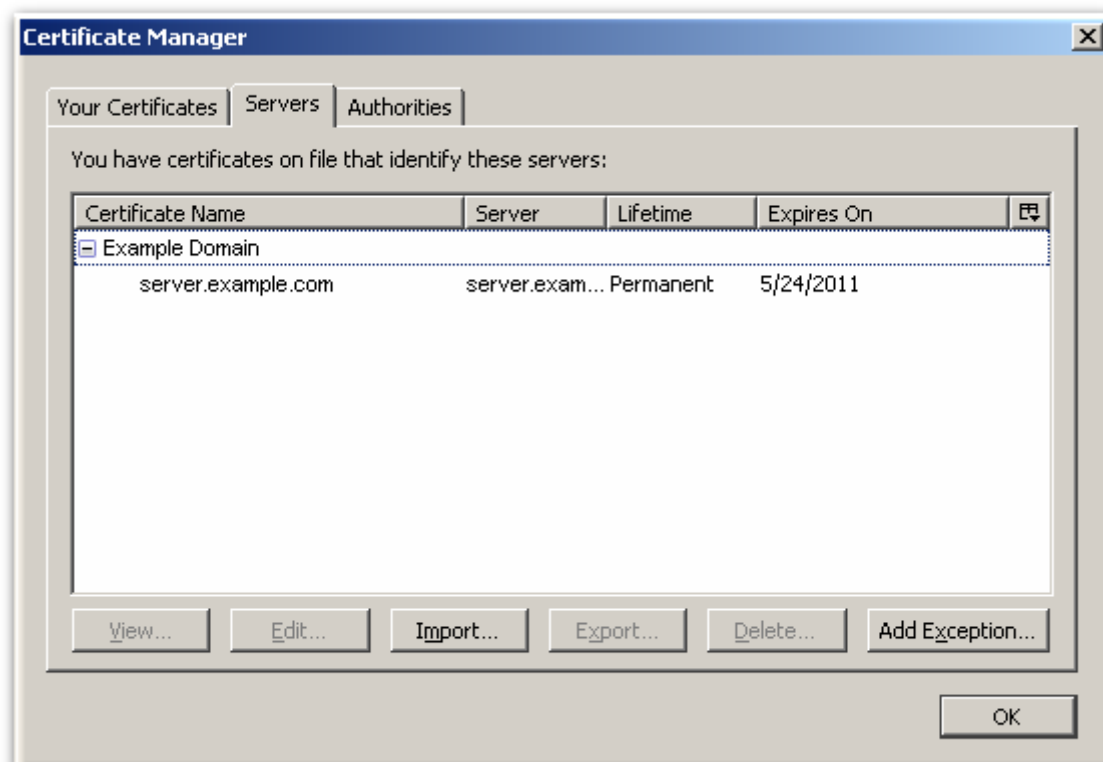 Certificate Manager
Your Certificates Servers Authorities
You have certificates on file that identify these servers:
Certificate Name Server Lifetime Expires On
Example Domain
server.example.com server.exam... Permanent 5/24/2011
View... Edit... Import... Export... Delete... Add Exception...
OK